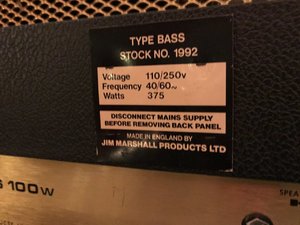 TYPE BASS
STOCK NO. 1992
Voltage 110/250v
Frequency 40/60~
Watts 375
DISCONNECT MAINS SUPPLY
BEFORE REMOVING BACK PANEL
MADE IN ENGLAND BY
JIM MARSHALL PRODUCTS LTD
100W
SPEA